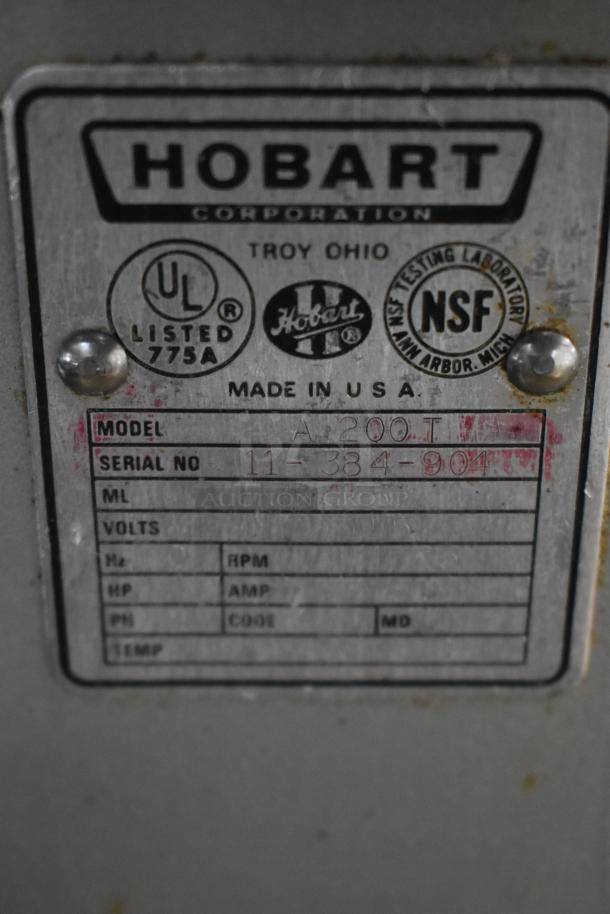 HOBART
CORPORATION
TROY OHIO
UL ®
LISTED
775A
Hobart ®
H
NSF TESTING LABORATORY
NSF
ANN ARBOR. MICH
MADE IN U S A.
MODEL A 200 T
SERIAL NO 11-384-904
ML
AUCTION GROUP
VOLTS
Hz RPM
HP AMP
PH CODE MO
TEMP